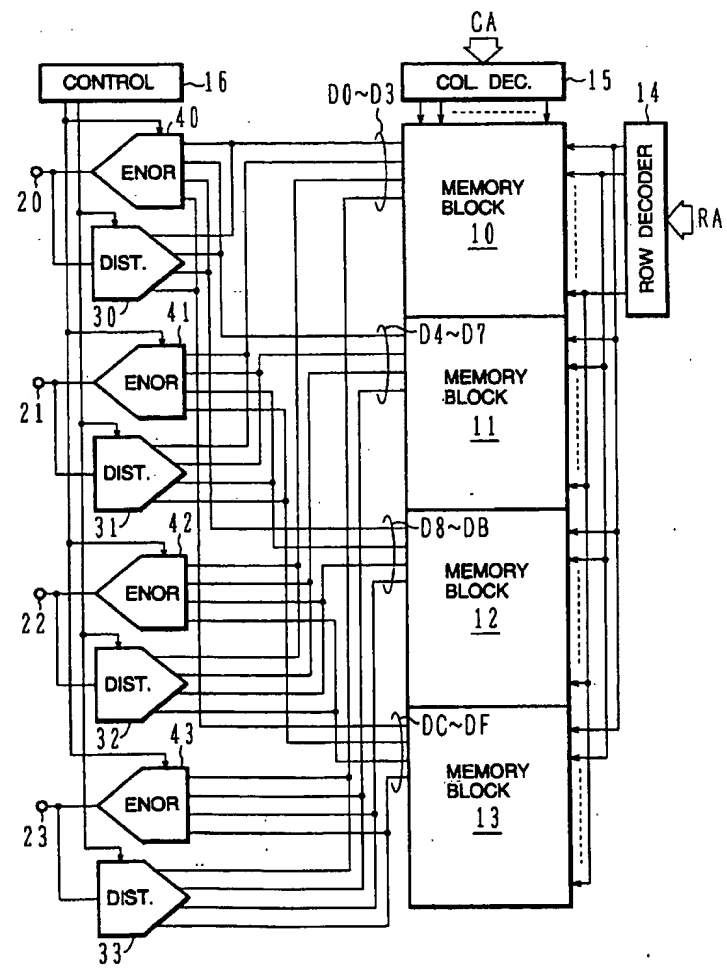 CA
CONTROL
16
COL. DEC.
15
D0~D3
14
40
ENOR
20
MEMORY
BLOCK
10
ROW DECODER
RA
DIST.
30
41
D4~D7
ENOR
21
MEMORY
BLOCK
11
DIST.
31
42
D8~DB
ENOR
22
MEMORY
BLOCK
12
DIST.
32
43
DC~DF
ENOR
23
MEMORY
BLOCK
13
DIST.
33